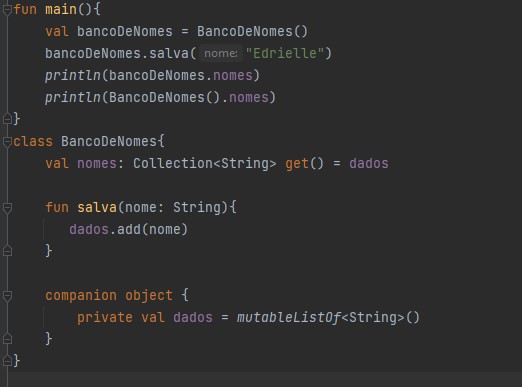 fun main(){
    val bancoDeNomes = BancoDeNomes()
    bancoDeNomes.salva( nome: "Edrielle")
    println(bancoDeNomes.nomes)
    println(BancoDeNomes().nomes)
}
class BancoDeNomes{
    val nomes: Collection<String> get() = dados

    fun salva(nome: String){
       dados.add(nome)
    }

    companion object {
        private val dados = mutableListOf<String>()
    }
}